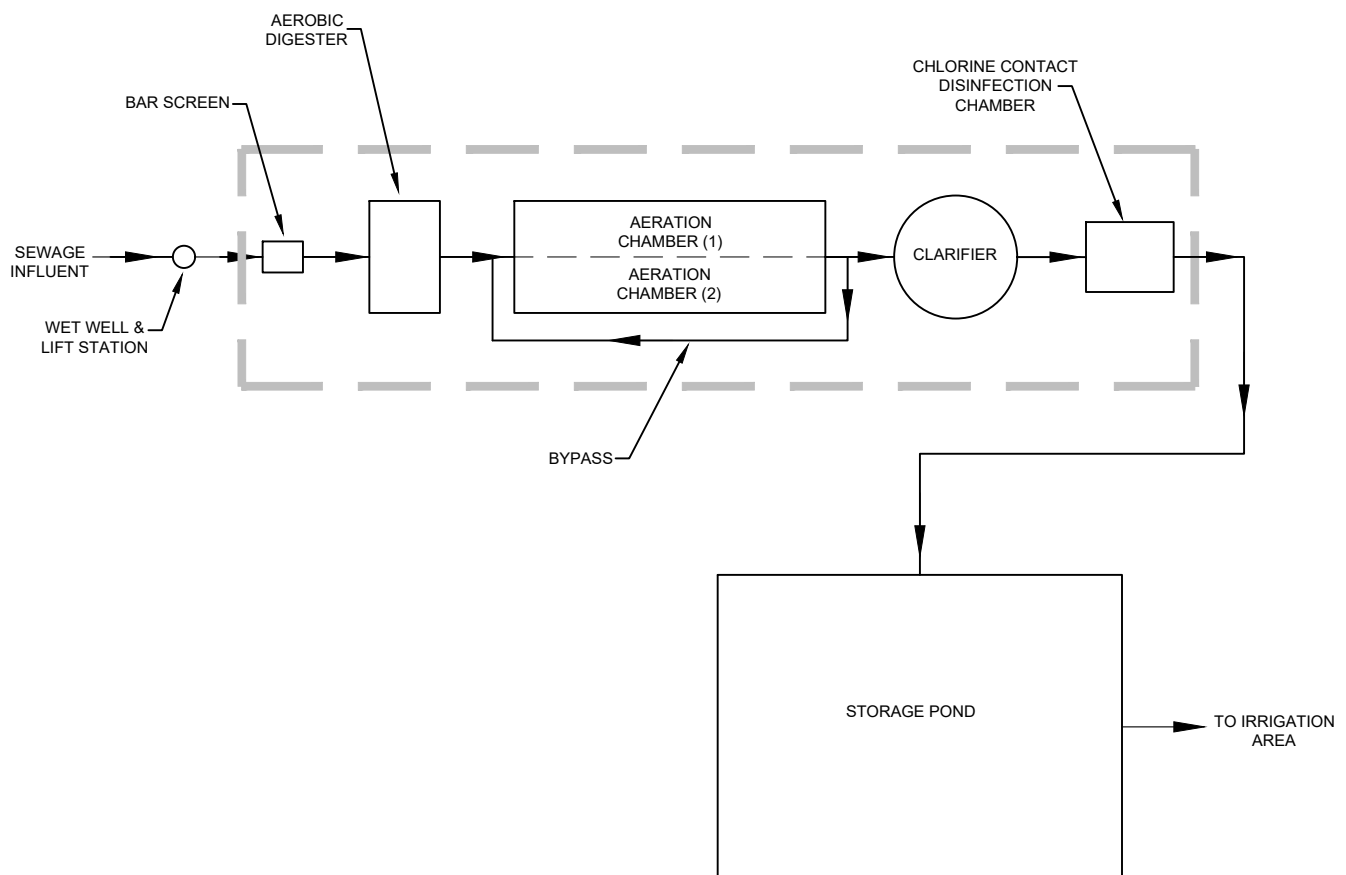 AEROBIC
DIGESTER
BAR SCREEN
CHLORINE CONTACT
DISINFECTION
CHAMBER
SEWAGE
INFLUENT
WET WELL &
LIFT STATION
AERATION
CHAMBER (1)
AERATION
CHAMBER (2)
CLARIFIER
BYPASS
STORAGE POND
TO IRRIGATION
AREA